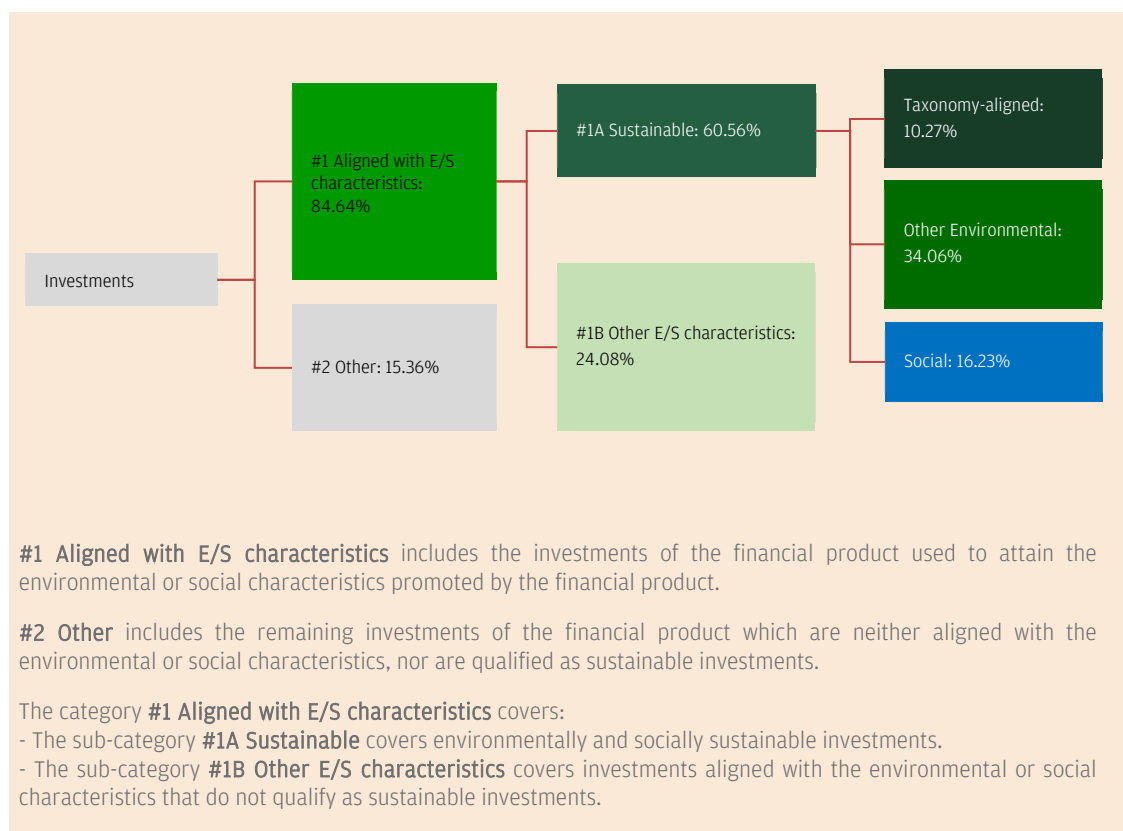 Investments
#1 Aligned with E/S
characteristics:
84.64%
#2 Other: 15.36%
#1A Sustainable: 60.56%
#1B Other E/S characteristics:
24.08%
Taxonomy-aligned:
10.27%
Other Environmental:
34.06%
Social: 16.23%
#1 Aligned with E/S characteristics includes the investments of the financial product used to attain the
environmental or social characteristics promoted by the financial product.
#2 Other includes the remaining investments of the financial product which are neither aligned with the
environmental or social characteristics, nor are qualified as sustainable investments.
The category #1 Aligned with E/S characteristics covers:
- The sub-category #1A Sustainable covers environmentally and socially sustainable investments.
- The sub-category #1B Other E/S characteristics covers investments aligned with the environmental or social
characteristics that do not qualify as sustainable investments.